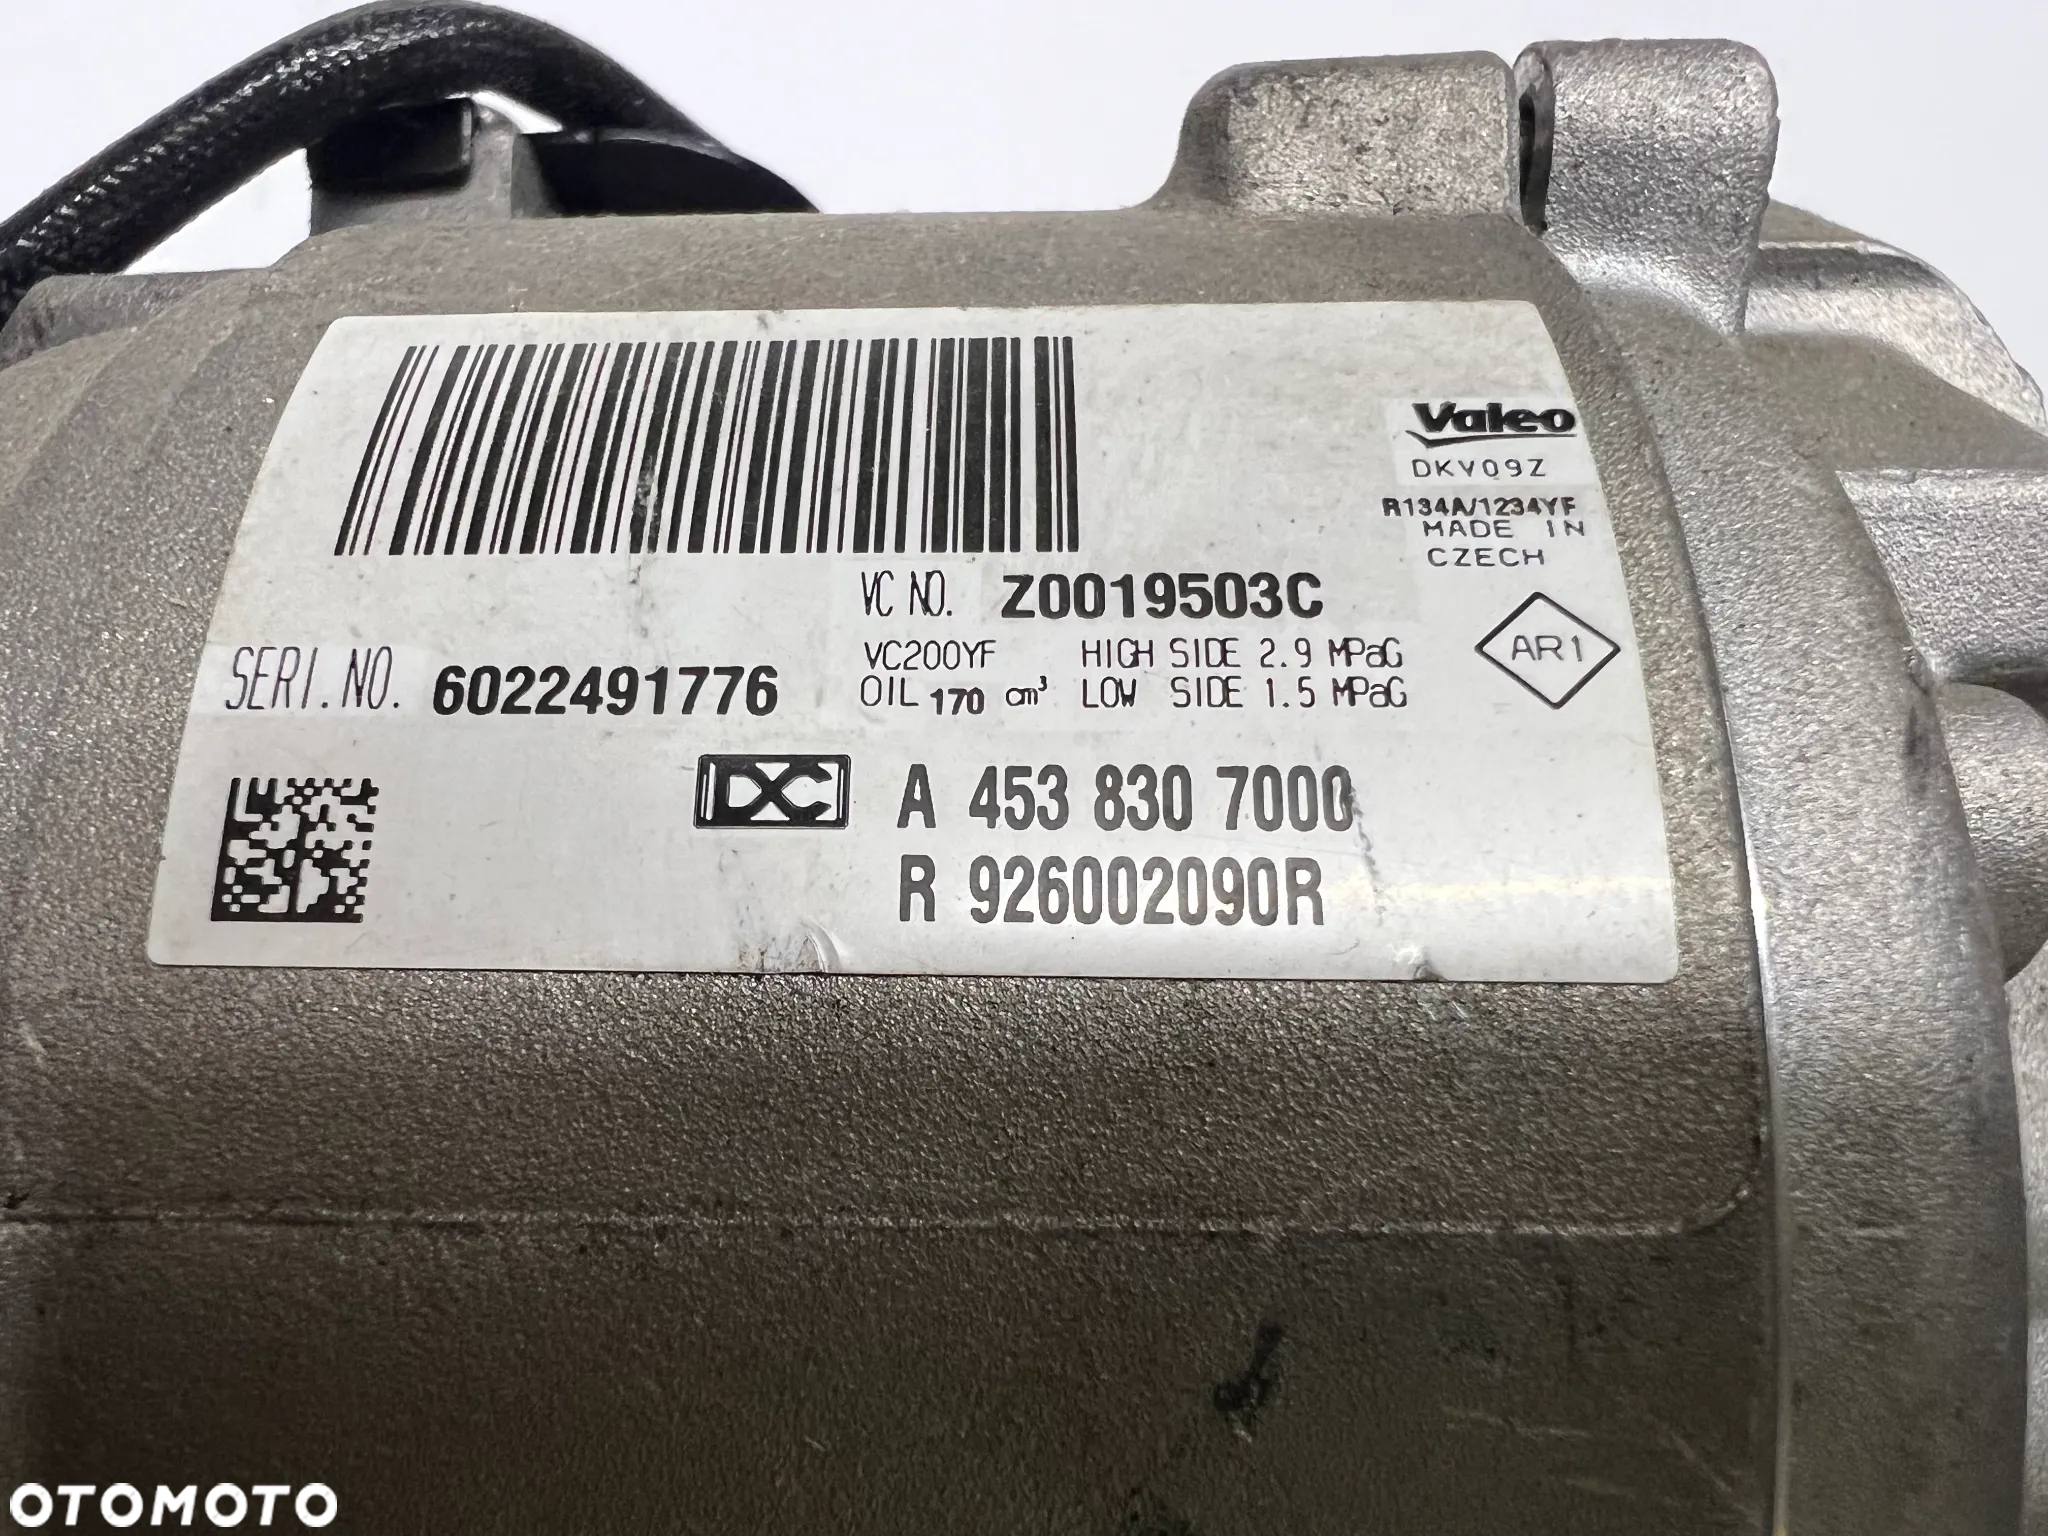 Valeo
DKV09Z
R134A/1234YF
MADE IN
CZECH
VC NO. Z0019503C
SERI.NO. 6022491776
VC200YF HIGH SIDE 2.9 MPaG
OIL 170 cm³ LOW SIDE 1.5 MPaG
AR1
DC A 453 830 7000
R 926002090R
OTOMOTO